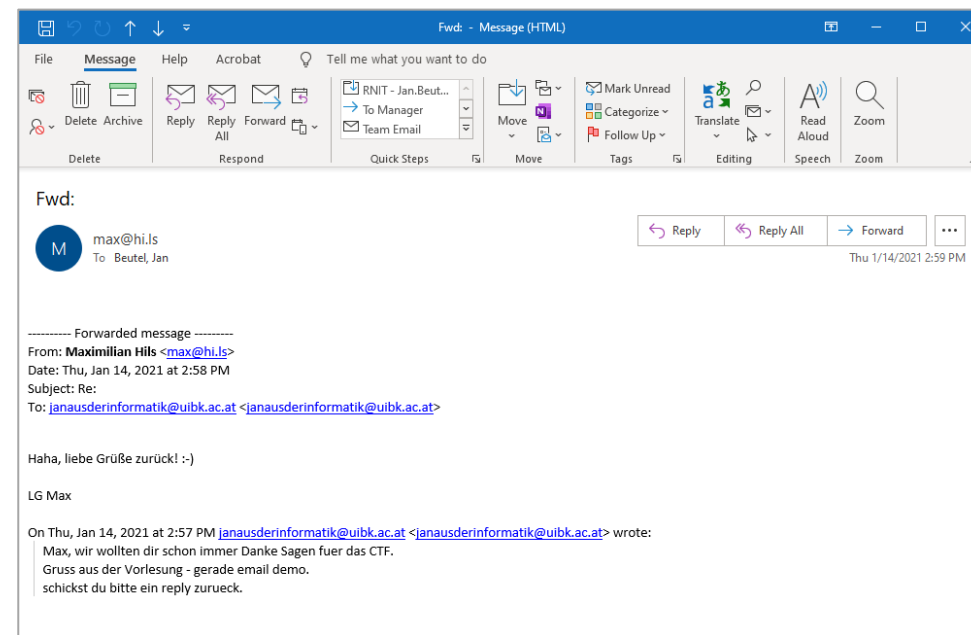 Fwd: - Message (HTML)
File Message Help Acrobat Tell me what you want to do
Delete Archive
Reply Reply All Forward
RNIT - Jan.Beut...
To Manager
Team Email
Move
Mark Unread
Categorize
Follow Up
Translate
Read Aloud
Zoom
Delete Respond Quick Steps Move Tags Editing Speech Zoom
Fwd:
M
max@hi.ls
To Beutel, Jan
Reply Reply All Forward
Thu 1/14/2021 2:59 PM
---------- Forwarded message ---------
From: Maximilian Hils <max@hi.ls>
Date: Thu, Jan 14, 2021 at 2:58 PM
Subject: Re:
To: janausderinformatik@uibk.ac.at <janausderinformatik@uibk.ac.at>
Haha, liebe Grüße zurück! :-)
LG Max
On Thu, Jan 14, 2021 at 2:57 PM janausderinformatik@uibk.ac.at <janausderinformatik@uibk.ac.at> wrote:
Max, wir wollten dir schon immer Danke Sagen fuer das CTF.
Gruss aus der Vorlesung - gerade email demo.
schickst du bitte ein reply zurueck.